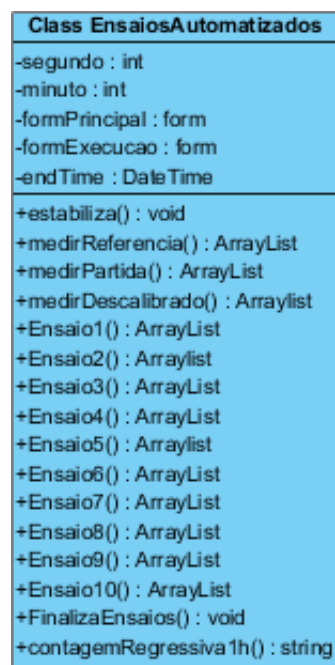 Class EnsaiosAutomatizados
-segundo : int
-minuto : int
-formPrincipal : form
-formExecucao : form
-endTime : DateTime
+estabiliza() : void
+medirReferencia() : ArrayList
+medirPartida() : ArrayList
+medirDescalibrado() : Arraylist
+Ensaio1() : ArrayList
+Ensaio2() : Arraylist
+Ensaio3() : ArrayList
+Ensaio4() : ArrayList
+Ensaio5() : Arraylist
+Ensaio6() : ArrayList
+Ensaio7() : ArrayList
+Ensaio8() : ArrayList
+Ensaio9() : ArrayList
+Ensaio10() : ArrayList
+FinalizaEnsaios() : void
+contagemRegressiva1h() : string